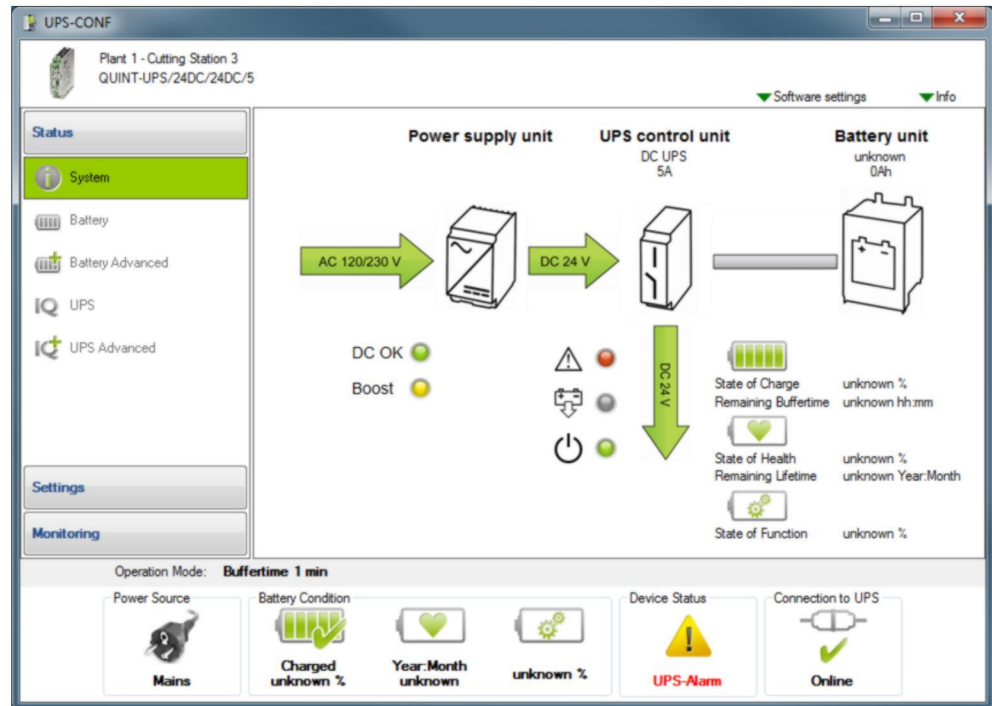 UPS-CONF
Plant 1 - Cutting Station 3
QUINT-UPS/24DC/24DC/5
Software settings
Info
Status
System
Battery
Battery Advanced
IQ UPS
IQ UPS Advanced
Settings
Monitoring
Power supply unit
UPS control unit
DC UPS
5A
Battery unit
unknown
0Ah
AC 120/230 V
DC 24 V
DC 24 V
DC OK
Boost
State of Charge unknown %
Remaining Buffertime unknown hh:mm
State of Health unknown %
Remaining Lifetime unknown Year:Month
State of Function unknown %
Operation Mode: Buffertime 1 min
Power Source
Mains
Battery Condition
Charged
unknown %
Year:Month
unknown
unknown %
Device Status
UPS-Alarm
Connection to UPS
Online